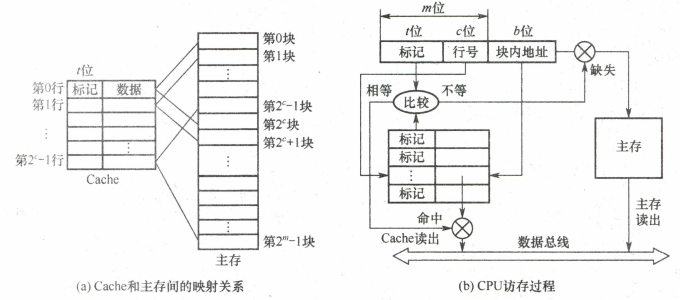 t位
第0行
标记
数据
第1行
⋮
第2ᶜ−1行
⋮
Cache
第0块
第1块
⋮
第2ᶜ−1块
第2ᶜ块
第2ᶜ+1块
⋮
⋮
第2ᵐ−1块
主存
(a) Cache和主存间的映射关系
m位
t位
c位
b位
标记
行号
块内地址
缺失
相等
比较
不等
标记
标记
⋮
标记
主存
命中
Cache读出
主存
读出
数据总线
(b) CPU访存过程